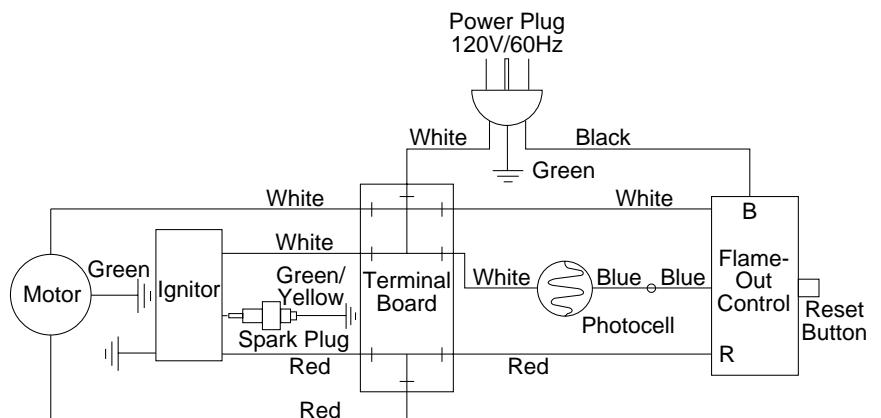 Power Plug
120V/60Hz
White
Black
Green
White
White
B
White
Green
Ignitor
Motor
Green/
Yellow
Spark Plug
Terminal
Board
White
Blue
Blue
Photocell
Flame-
Out
Control
Reset
Button
R
Red
Red
Red